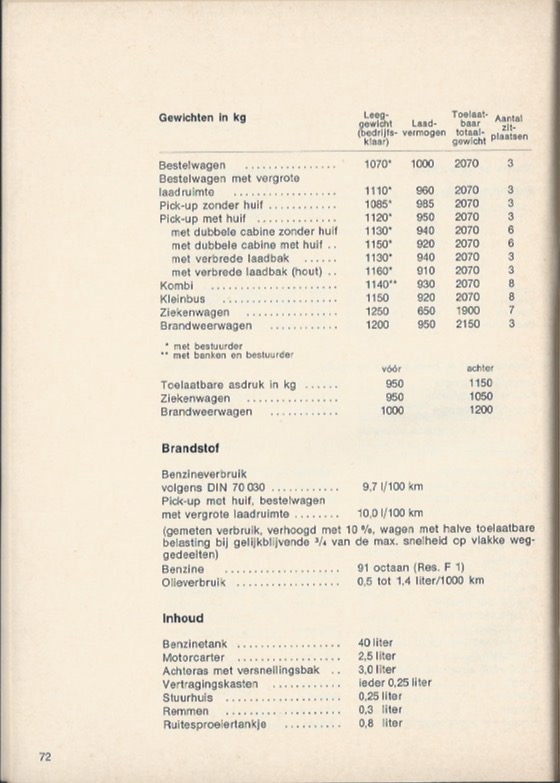 Gewichten in kg Leeg- gewicht (bedrijfs- klaar) Laad- vermogen Toelaat- baar totaal- gewicht Aantal zit- plaatsen
Bestelwagen ................ 1070* 1000 2070 3
Bestelwagen met vergrote
laadruimte .................. 1110* 960 2070 3
Pick-up zonder huif ............ 1085* 985 2070 3
Pick-up met huif .............. 1120* 950 2070 3
met dubbele cabine zonder huif 1130* 940 2070 6
met dubbele cabine met huif .. 1150* 920 2070 6
met verbrede laadbak ...... 1130* 940 2070 3
met verbrede laadbak (hout) .. 1160* 910 2070 3
Kombi ...................... 1140** 930 2070 8
Kleinbus .................... 1150 920 2070 8
Ziekenwagen ................ 1250 650 1900 7
Brandweerwagen ............ 1200 950 2150 3
* met bestuurder
** met banken en bestuurder
vóór achter
Toelaatbare asdruk in kg ...... 950 1150
Ziekenwagen ................ 950 1050
Brandweerwagen ............ 1000 1200
Brandstof
Benzineverbruik
volgens DIN 70 030 ............ 9,7 l/100 km
Pick-up met huif, bestelwagen
met vergrote laadruimte ........ 10,0 l/100 km
(gemeten verbruik, verhoogd met 10 %, wagen met halve toelaatbare
belasting bij gelijkblijvende ³/₄ van de max. snelheid op vlakke weg-
gedeelten)
Benzine .................... 91 octaan (Res. F 1)
Olieverbruik .................. 0,5 tot 1,4 liter/1000 km
Inhoud
Benzinetank .................. 40 liter
Motorcarter .................. 2,5 liter
Achteras met versnellingsbak .. 3,0 liter
Vertragingskasten ............ ieder 0,25 liter
Stuurhuis .................... 0,25 liter
Remmen .................... 0,3 liter
Ruitesproeiertankje .......... 0,8 liter
72